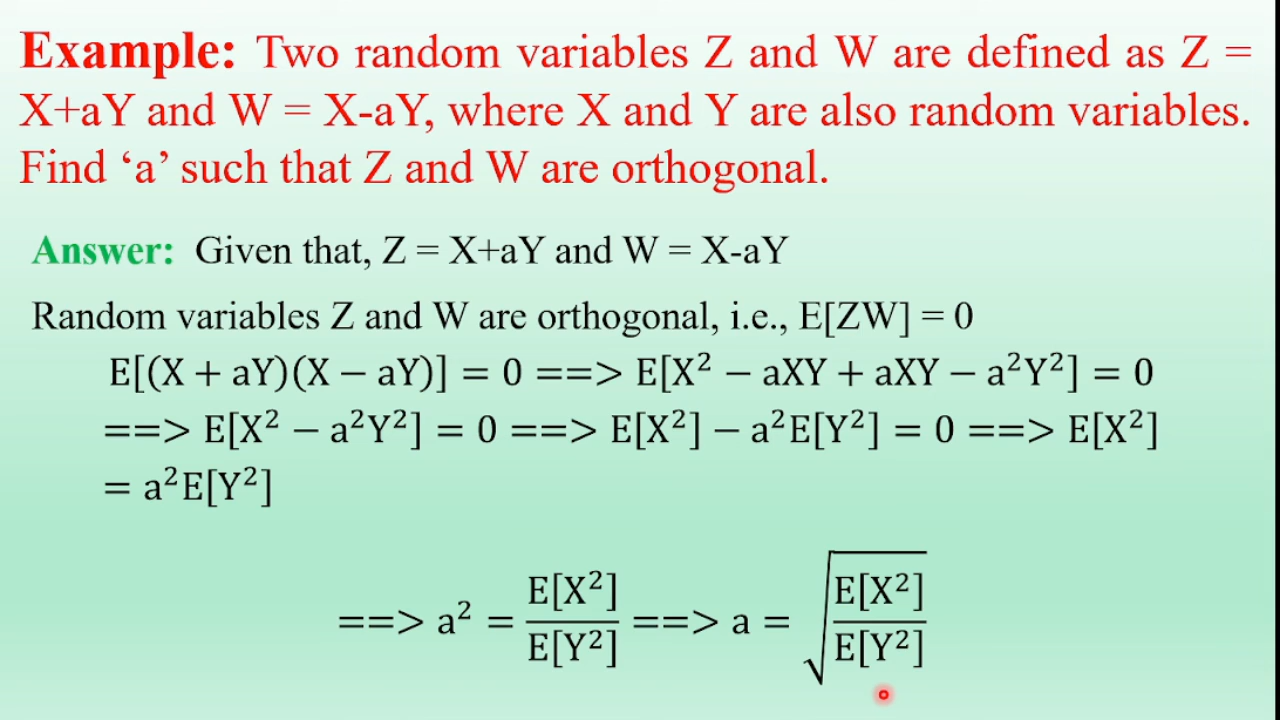 Example: Two random variables Z and W are defined as Z =
X+aY and W = X-aY, where X and Y are also random variables.
Find ‘a’ such that Z and W are orthogonal.
Answer: Given that, Z = X+aY and W = X-aY
Random variables Z and W are orthogonal, i.e., E[ZW] = 0
E[(X + aY)(X − aY)] = 0 ==> E[X² − aXY + aXY − a²Y²] = 0
==> E[X² − a²Y²] = 0 ==> E[X²] − a²E[Y²] = 0 ==> E[X²]
= a²E[Y²]
==> a² = E[X²]/E[Y²] ==> a = √(E[X²]/E[Y²])